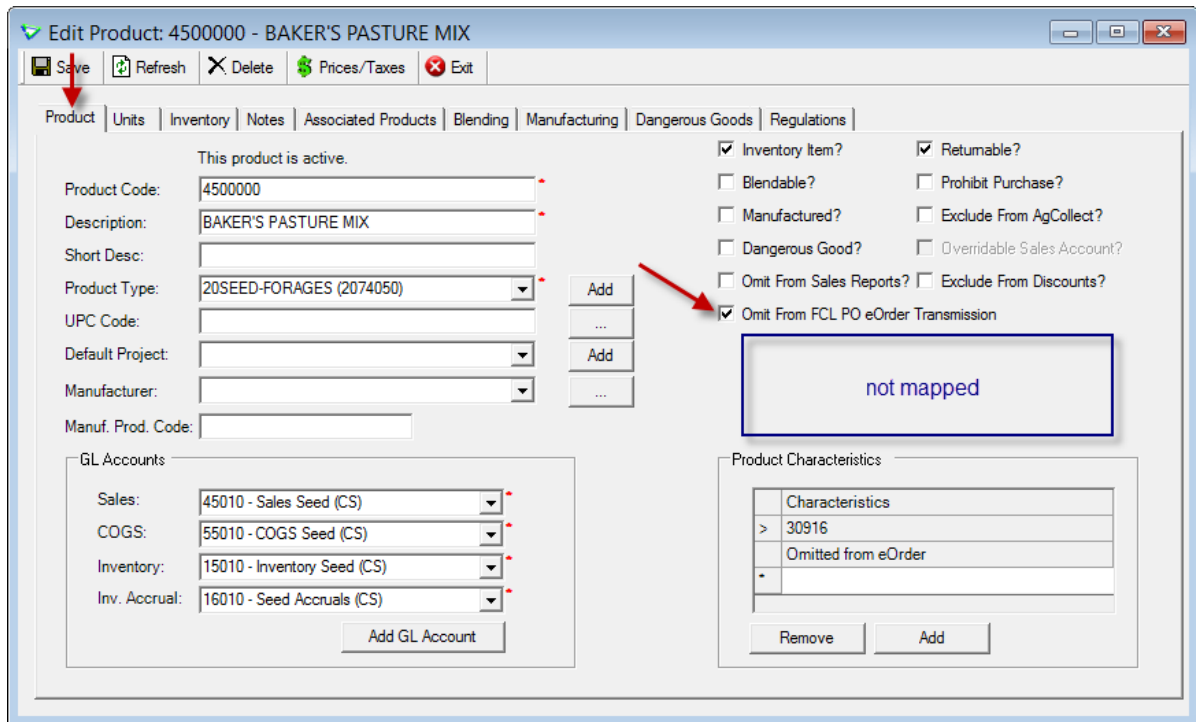 Edit Product: 4500000 - BAKER'S PASTURE MIX
Save Refresh Delete Prices/Taxes Exit
Product Units Inventory Notes Associated Products Blending Manufacturing Dangerous Goods Regulations
This product is active.
Product Code: 4500000 *
Description: BAKER'S PASTURE MIX *
Short Desc:
Product Type: 20SEED-FORAGES (2074050) * Add
UPC Code: ...
Default Project: Add
Manufacturer: ...
Manuf. Prod. Code:
Inventory Item? Returnable?
Blendable? Prohibit Purchase?
Manufactured? Exclude From AgCollect?
Dangerous Good? Overridable Sales Account?
Omit From Sales Reports? Exclude From Discounts?
Omit From FCL PO eOrder Transmission
not mapped
GL Accounts
Sales: 45010 - Sales Seed (CS) *
COGS: 55010 - COGS Seed (CS) *
Inventory: 15010 - Inventory Seed (CS) *
Inv. Accrual: 16010 - Seed Accruals (CS) *
Add GL Account
Product Characteristics
Characteristics
> 30916
Omitted from eOrder
*
Remove Add